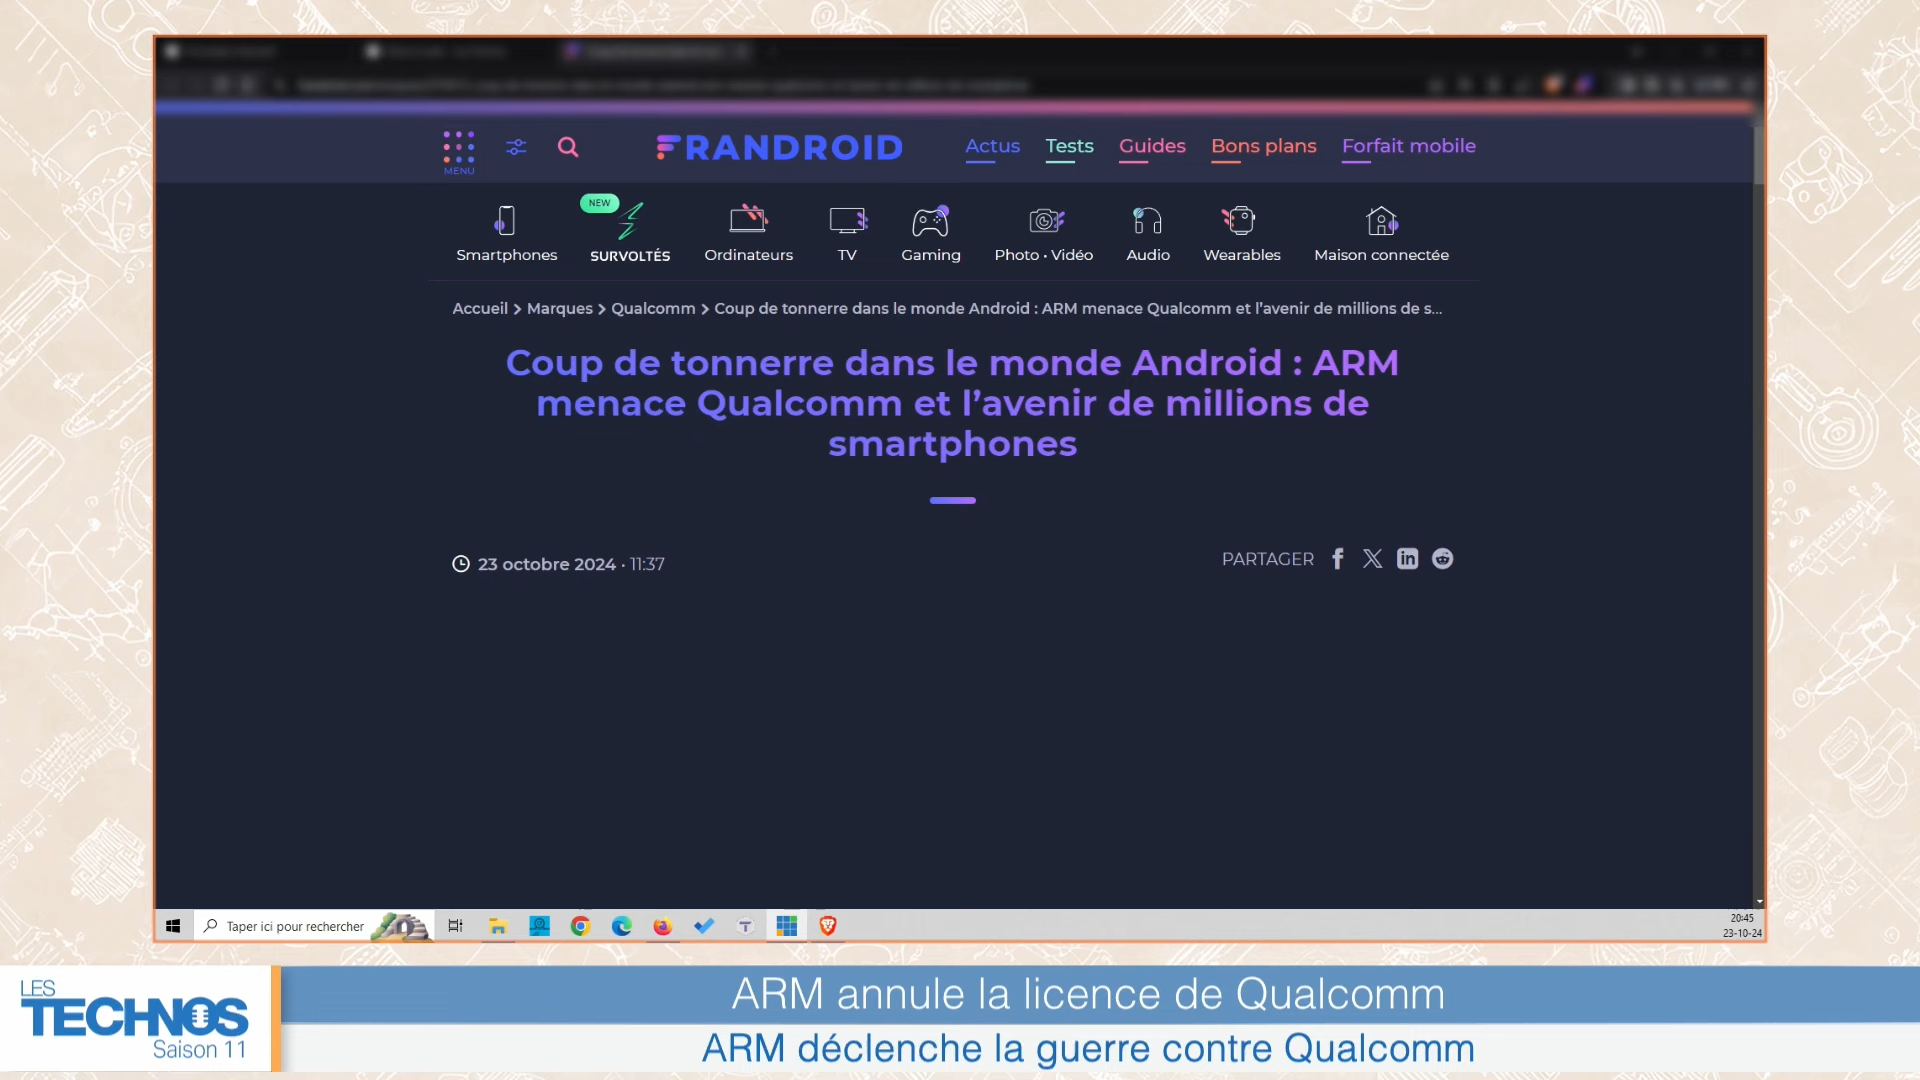 MENU
FRANDROID
Actus Tests Guides Bons plans Forfait mobile
NEW
Smartphones SURVOLTÉS Ordinateurs TV Gaming Photo • Vidéo Audio Wearables Maison connectée
Accueil > Marques > Qualcomm > Coup de tonnerre dans le monde Android : ARM menace Qualcomm et l’avenir de millions de s...
Coup de tonnerre dans le monde Android : ARM
menace Qualcomm et l’avenir de millions de
smartphones
23 octobre 2024 • 11:37
PARTAGER
Taper ici pour rechercher
20:45
23-10-24
LES
TECHNOS
Saison 11
ARM annule la licence de Qualcomm
ARM déclenche la guerre contre Qualcomm